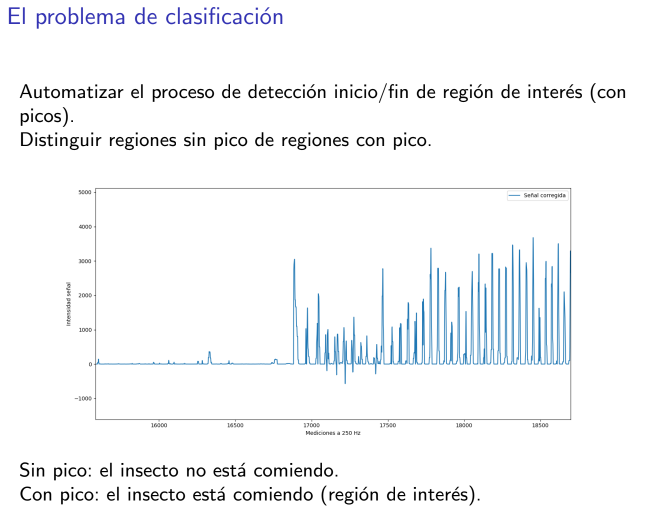 El problema de clasificación
Automatizar el proceso de detección inicio/fin de región de interés (con
picos).
Distinguir regiones sin pico de regiones con pico.
Señal corregida
5000
4000
3000
2000
1000
0
−1000
Intensidad señal
16000 16500 17000 17500 18000 18500
Mediciones a 250 Hz
Sin pico: el insecto no está comiendo.
Con pico: el insecto está comiendo (región de interés).